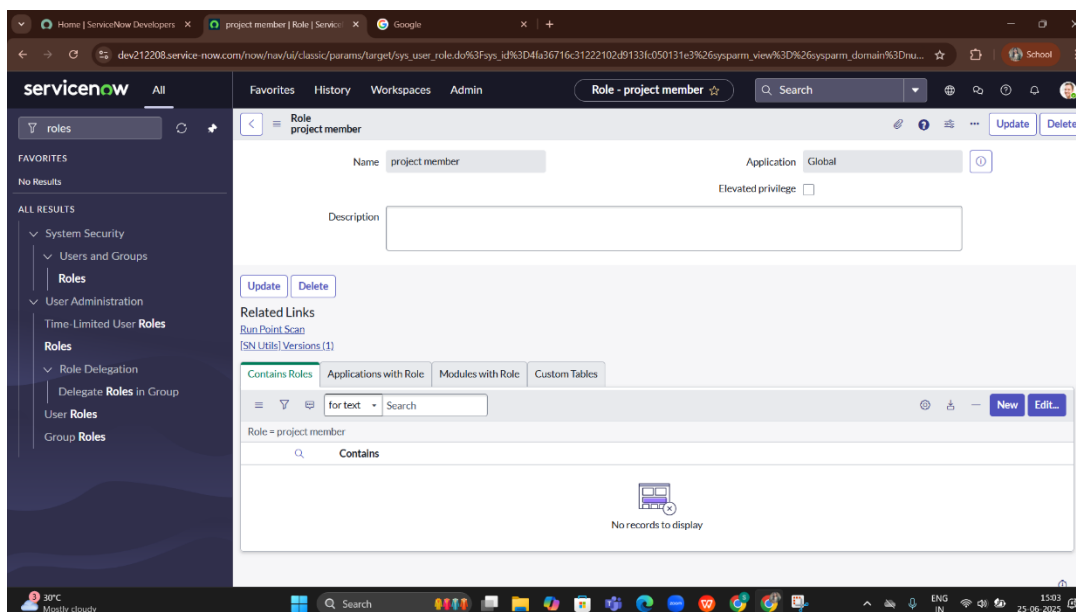 Home | ServiceNow Developers
project member | Role | Service
Google
dev212208.service-now.com/now/nav/ui/classic/params/target/sys_user_role.do%3Fsys_id%3D4fa36716c31222102d9133fc050131e3%26sysparm_view%3D%26sysparm_domain%3Dnu...
School
servicenow
All
Favorites
History
Workspaces
Admin
Role - project member
Search
roles
FAVORITES
No Results
ALL RESULTS
System Security
Users and Groups
Roles
User Administration
Time-Limited User Roles
Roles
Role Delegation
Delegate Roles in Group
User Roles
Group Roles
Role
project member
Update
Delete
Name project member
Application Global
Elevated privilege
Description
Update
Delete
Related Links
Run Point Scan
[SN Utils] Versions (1)
Contains Roles
Applications with Role
Modules with Role
Custom Tables
for text
Search
New
Edit...
Role = project member
Contains
No records to display
3
30°C
Mostly cloudy
Search
ENG
IN
15:03
25-06-2025